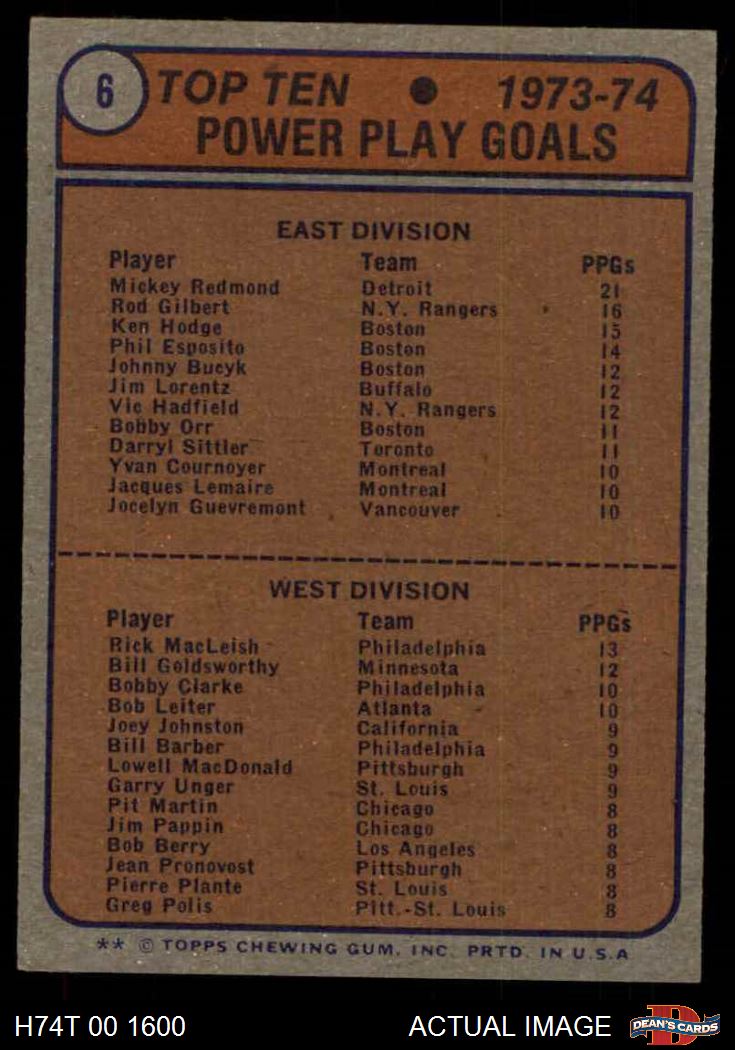 6 TOP TEN ● 1973-74
POWER PLAY GOALS
EAST DIVISION
Player Team PPGs
Mickey Redmond Detroit 21
Rod Gilbert N.Y. Rangers 16
Ken Hodge Boston 15
Phil Esposito Boston 14
Johnny Bucyk Boston 12
Jim Lorentz Buffalo 12
Vic Hadfield N.Y. Rangers 12
Bobby Orr Boston 11
Darryl Sittler Toronto 11
Yvan Cournoyer Montreal 10
Jacques Lemaire Montreal 10
Jocelyn Guevremont Vancouver 10
WEST DIVISION
Player Team PPGs
Rick MacLeish Philadelphia 13
Bill Goldsworthy Minnesota 12
Bobby Clarke Philadelphia 10
Bob Leiter Atlanta 10
Joey Johnston California 9
Bill Barber Philadelphia 9
Lowell MacDonald Pittsburgh 9
Garry Unger St. Louis 9
Pit Martin Chicago 8
Jim Pappin Chicago 8
Bob Berry Los Angeles 8
Jean Pronovost Pittsburgh 8
Pierre Plante St. Louis 8
Greg Polis Pitt.-St. Louis 8
** © TOPPS CHEWING GUM, INC. PRTD. IN U.S.A
H74T 00 1600 ACTUAL IMAGE D DEAN'S CARDS